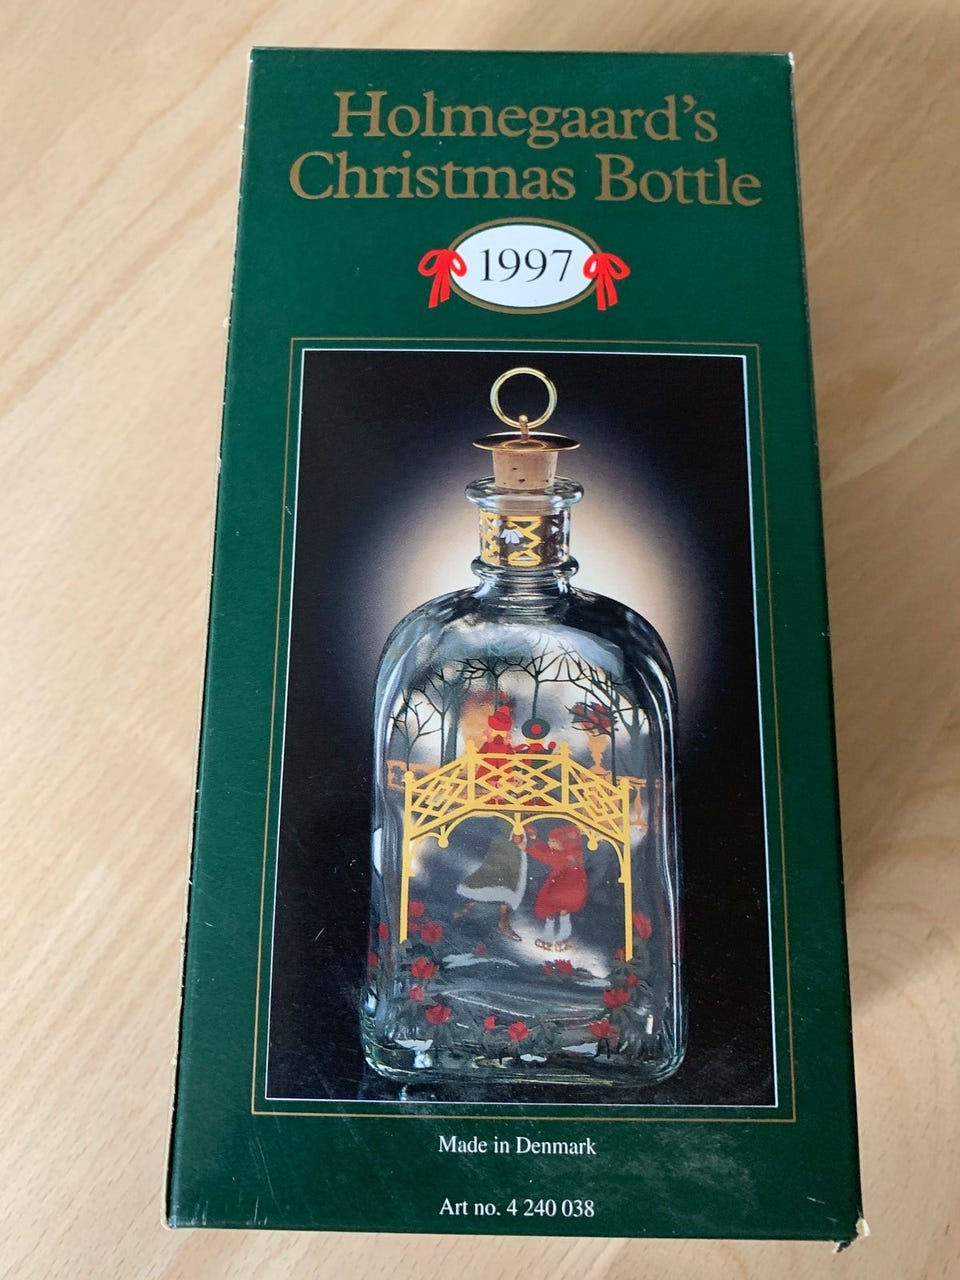 Holmegaard's
Christmas Bottle
1997
Made in Denmark
Art no. 4 240 038